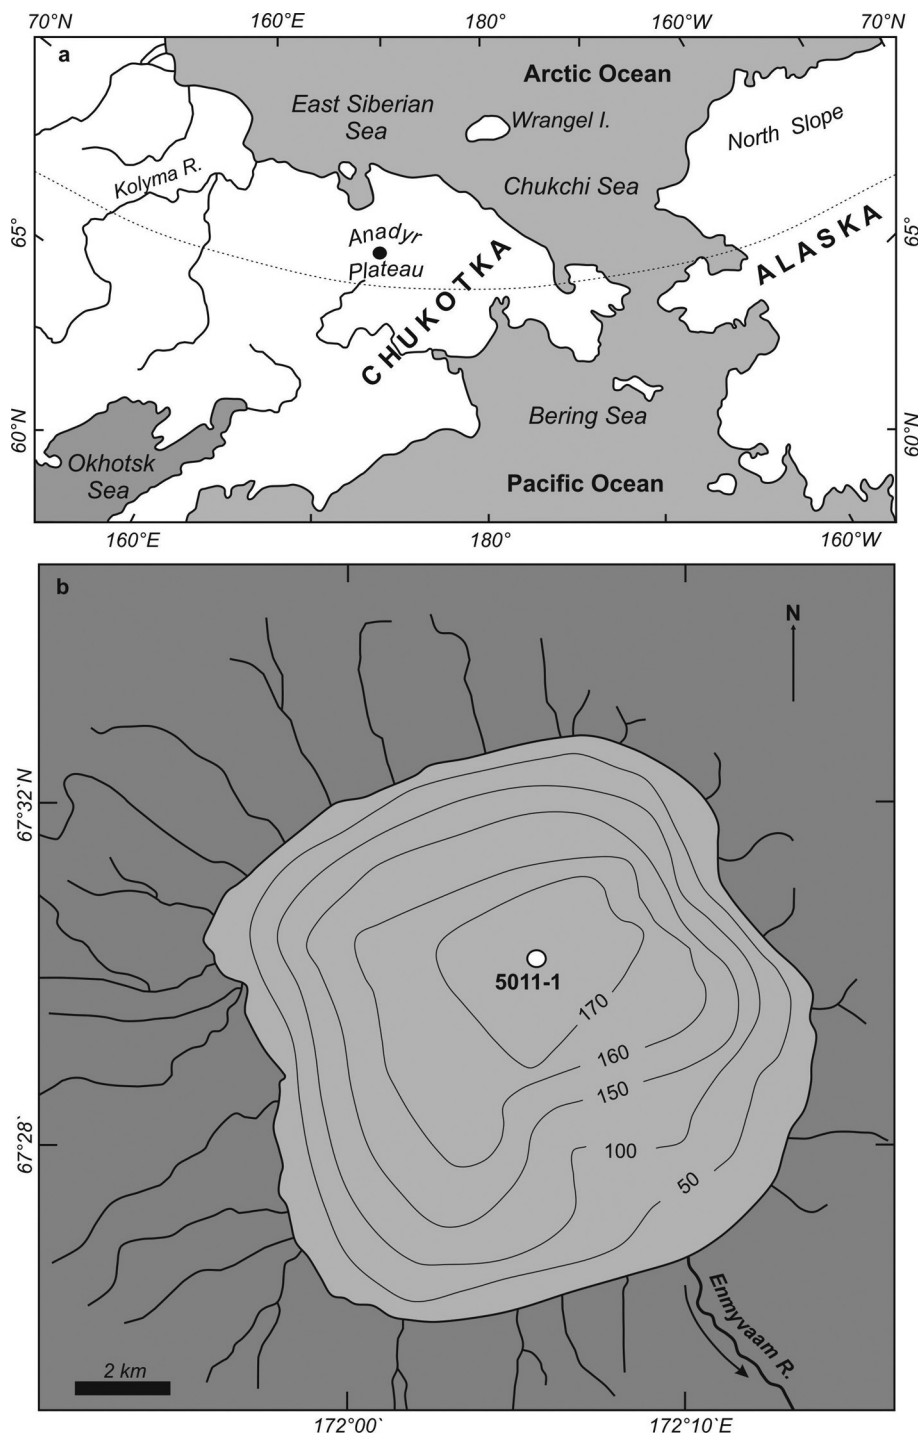 70°N 160°E 180° 160°W 70°N
a
Arctic Ocean
East Siberian
Sea
Wrangel I.
North Slope
Kolyma R.
Chukchi Sea
65° 65°
Anadyr
Plateau
CHUKOTKA
ALASKA
Bering Sea
60°N 60°N
Okhotsk
Sea
Pacific Ocean
160°E 180° 160°W
b
N
67°32`N
5011-1
170
160
150
100
50
67°28`
Enmyvaam R.
2 km
172°00` 172°10`E